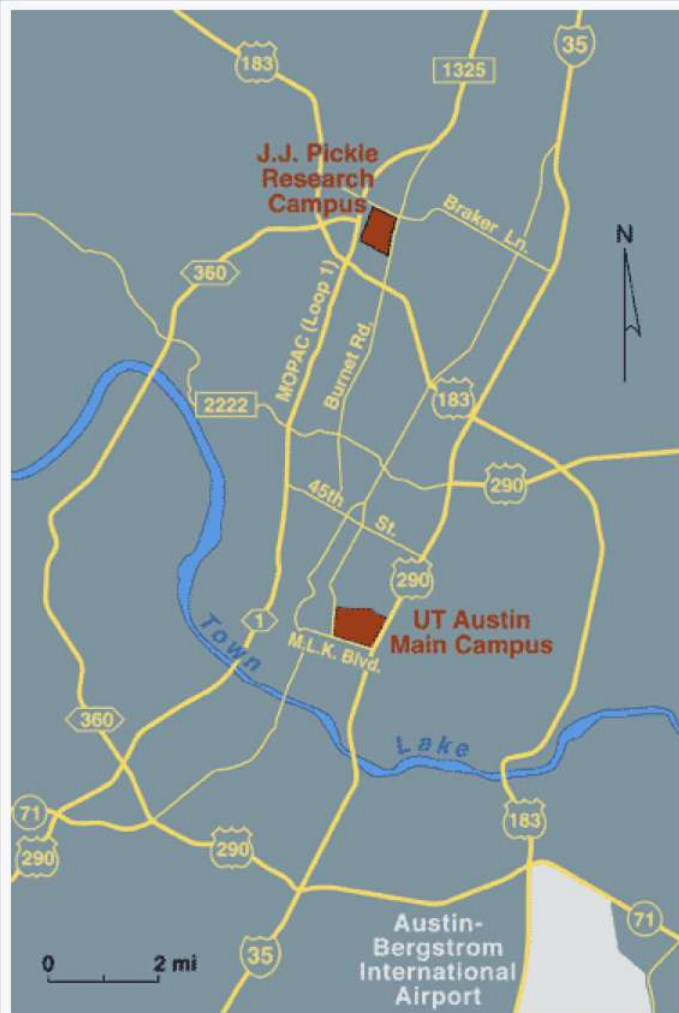 35
183
1325
J.J. Pickle
Research
Campus
Braker Ln.
N
360
MOPAC (Loop 1)
Burnet Rd.
2222
183
290
45th St.
290
UT Austin
Main Campus
1
Town
M.L.K. Blvd.
360
Lake
71
183
290
290
71
Austin-
Bergstrom
International
Airport
35
0 2 mi